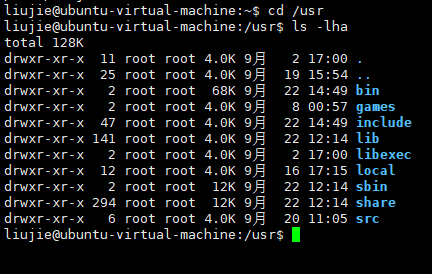 liujie@ubuntu-virtual-machine:~$ cd /usr
liujie@ubuntu-virtual-machine:/usr$ ls -lha
total 128K
drwxr-xr-x  11 root root 4.0K 9月   2 17:00 .
drwxr-xr-x  25 root root 4.0K 9月  19 15:54 ..
drwxr-xr-x   2 root root  68K 9月  22 14:49 bin
drwxr-xr-x   2 root root 4.0K 9月   8 00:57 games
drwxr-xr-x  47 root root 4.0K 9月  22 14:49 include
drwxr-xr-x 141 root root 4.0K 9月  22 12:14 lib
drwxr-xr-x   2 root root 4.0K 9月   2 17:00 libexec
drwxr-xr-x  12 root root 4.0K 9月  16 17:15 local
drwxr-xr-x   2 root root  12K 9月  22 12:14 sbin
drwxr-xr-x 294 root root  12K 9月  22 12:14 share
drwxr-xr-x   6 root root 4.0K 9月  20 11:05 src
liujie@ubuntu-virtual-machine:/usr$